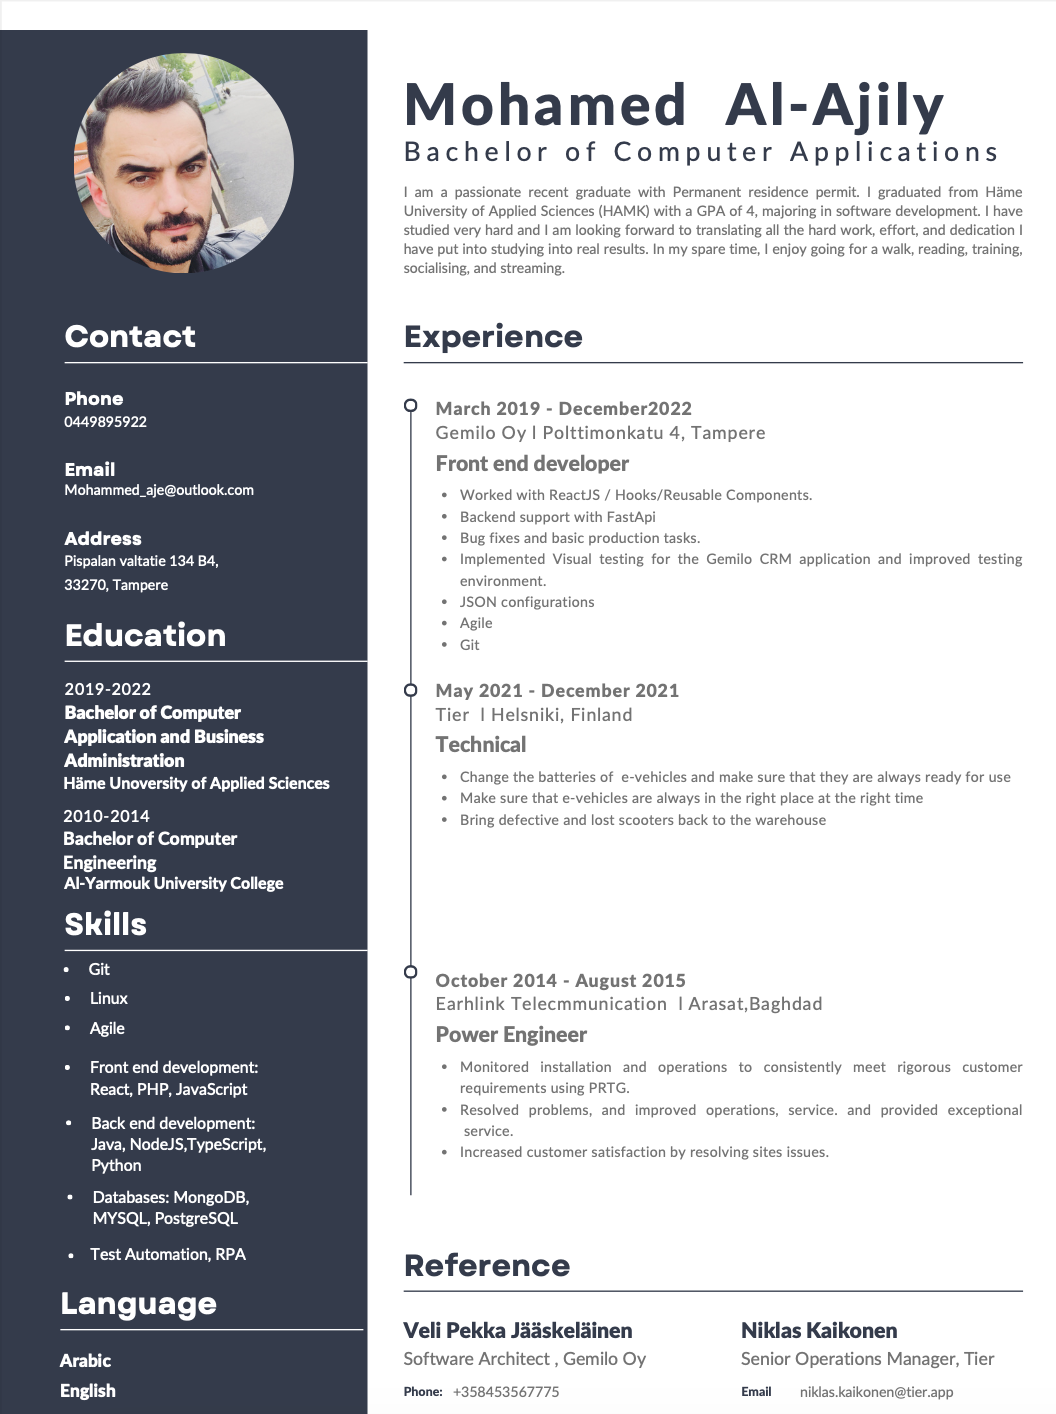 Mohamed Al-Ajily
Bachelor of Computer Applications
I am a passionate recent graduate with Permanent residence permit. I graduated from Häme
University of Applied Sciences (HAMK) with a GPA of 4, majoring in software development. I have
studied very hard and I am looking forward to translating all the hard work, effort, and dedication I
have put into studying into real results. In my spare time, I enjoy going for a walk, reading, training,
socialising, and streaming.
Contact
Phone
0449895922
Email
Mohammed_aje@outlook.com
Address
Pispalan valtatie 134 B4,
33270, Tampere
Education
2019-2022
Bachelor of Computer
Application and Business
Administration
Häme Unoversity of Applied Sciences
2010-2014
Bachelor of Computer
Engineering
Al-Yarmouk University College
Skills
• Git
• Linux
• Agile
• Front end development:
React, PHP, JavaScript
• Back end development:
Java, NodeJS,TypeScript,
Python
• Databases: MongoDB,
MYSQL, PostgreSQL
• Test Automation, RPA
Language
Arabic
English
Experience
March 2019 - December2022
Gemilo Oy l Polttimonkatu 4, Tampere
Front end developer
• Worked with ReactJS / Hooks/Reusable Components.
• Backend support with FastApi
• Bug fixes and basic production tasks.
• Implemented Visual testing for the Gemilo CRM application and improved testing
environment.
• JSON configurations
• Agile
• Git
May 2021 - December 2021
Tier l Helsniki, Finland
Technical
• Change the batteries of e-vehicles and make sure that they are always ready for use
• Make sure that e-vehicles are always in the right place at the right time
• Bring defective and lost scooters back to the warehouse
October 2014 - August 2015
Earhlink Telecmmunication l Arasat,Baghdad
Power Engineer
• Monitored installation and operations to consistently meet rigorous customer
requirements using PRTG.
• Resolved problems, and improved operations, service. and provided exceptional
service.
• Increased customer satisfaction by resolving sites issues.
Reference
Veli Pekka Jääskeläinen
Software Architect , Gemilo Oy
Phone: +358453567775
Niklas Kaikonen
Senior Operations Manager, Tier
Email niklas.kaikonen@tier.app